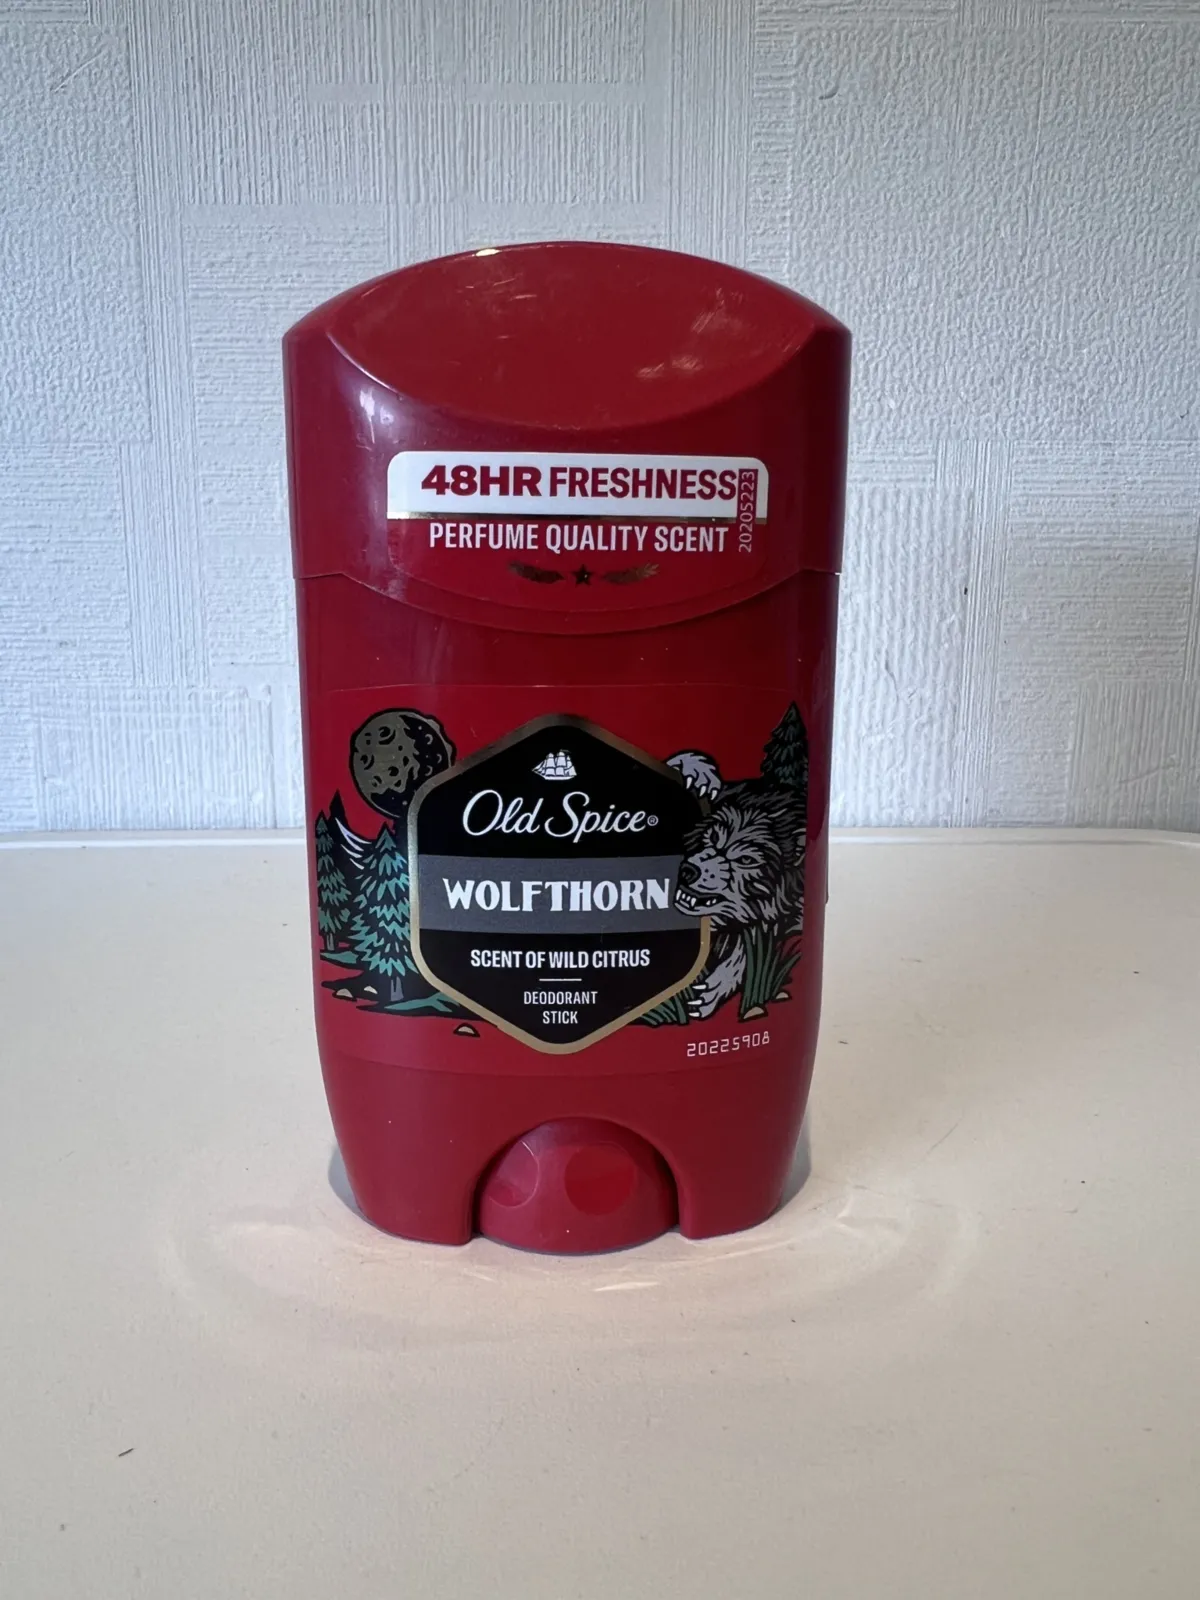 48HR FRESHNESS
PERFUME QUALITY SCENT
20205223
Old Spice®
WOLFTHORN
SCENT OF WILD CITRUS
DEODORANT
STICK
20225908